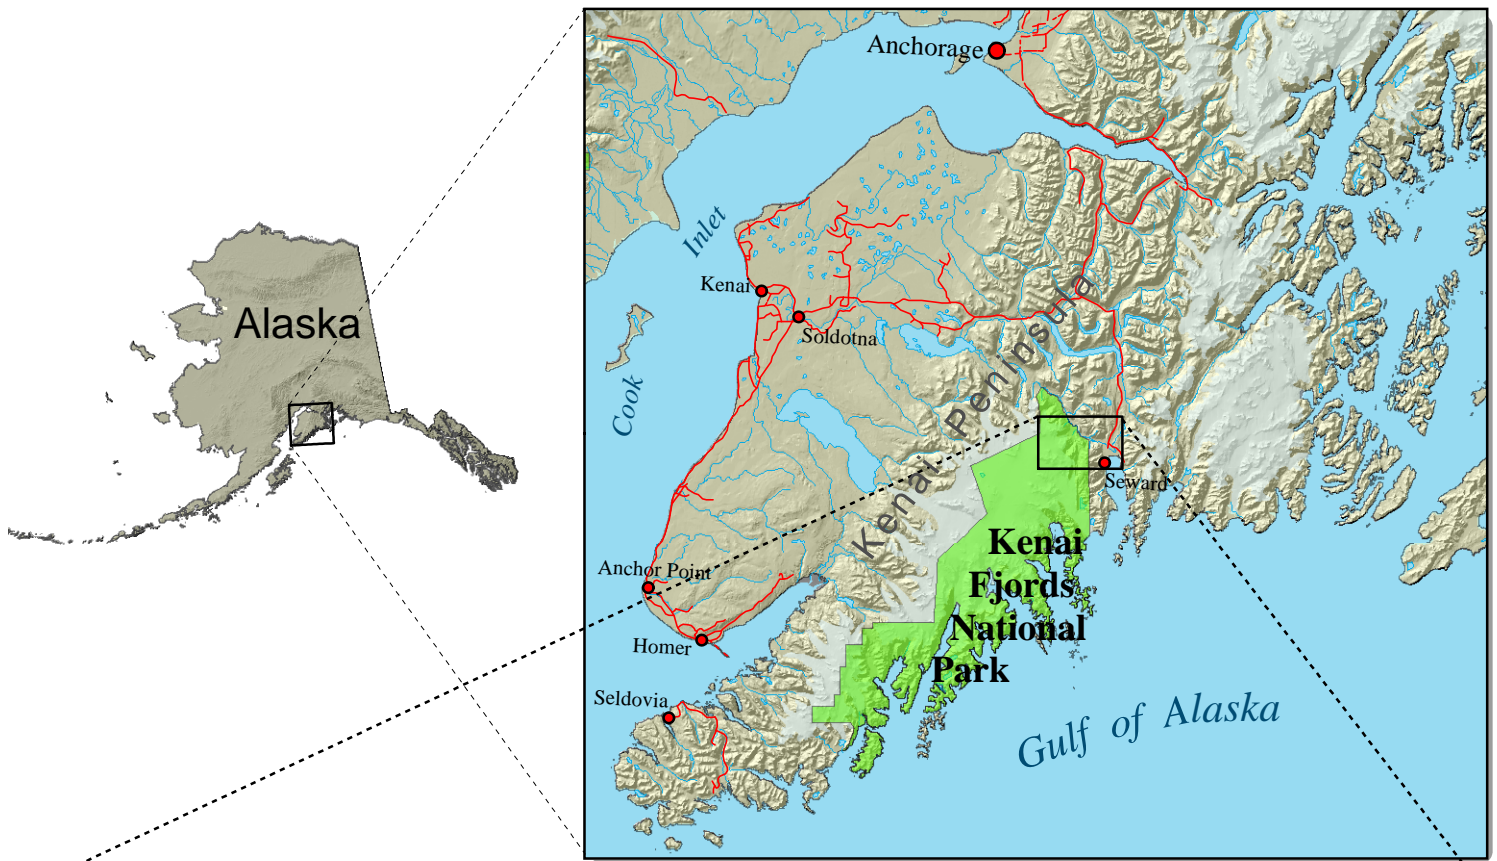 Anchorage
Inlet
Kenai
Alaska
Soldotna
Cook
Kenai Peninsula
Seward
Kenai
Fjords
National
Park
Anchor Point
Homer
Seldovia
Gulf of Alaska